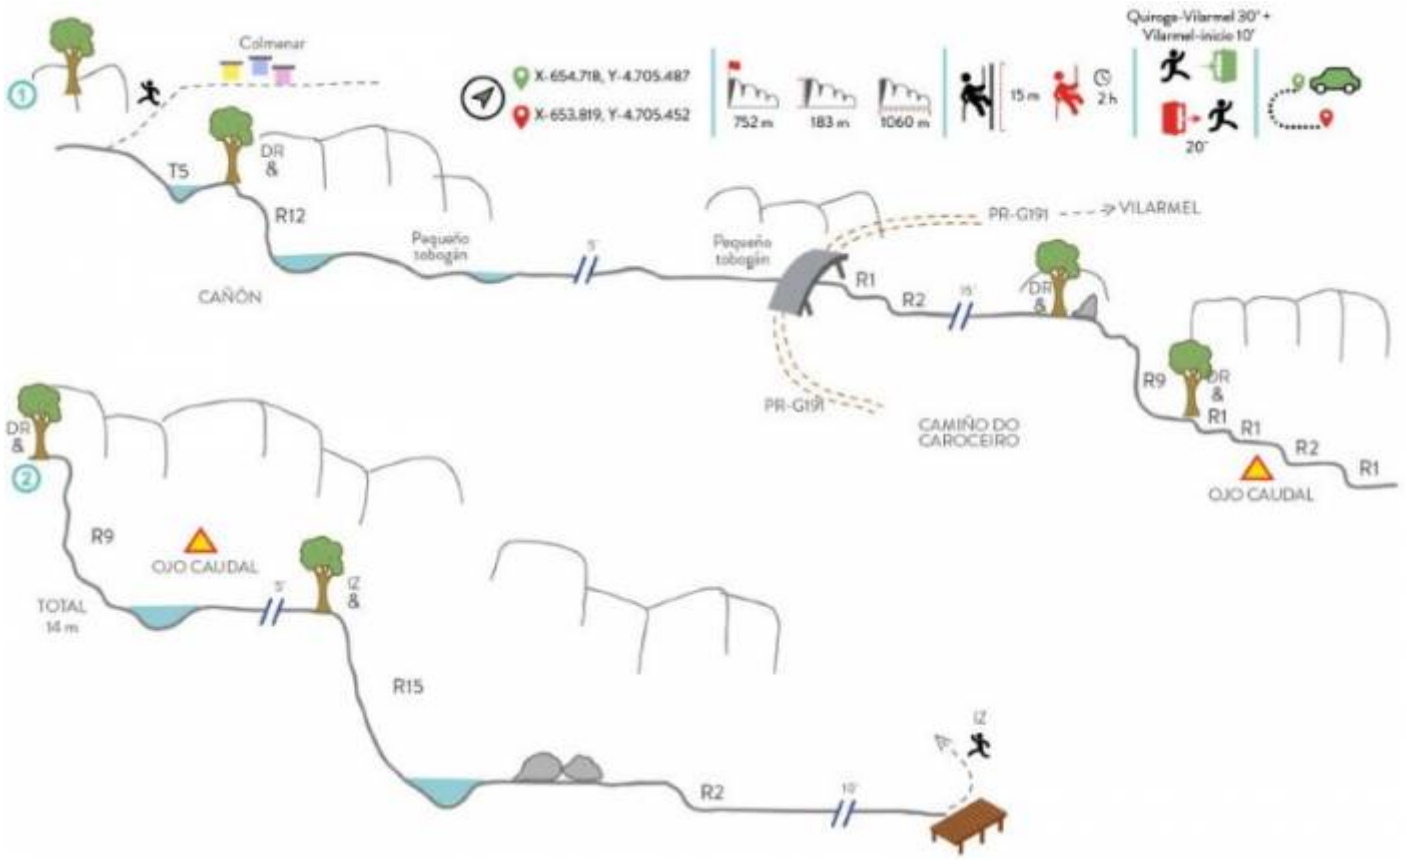 Quiroga-Vilarmel 30' +
Vilarmel-inicio 10'
X-654.718, Y-4.705.487
X-653.819, Y-4.705.452
752 m
183 m
1060 m
15 m
2 h
20'
1
Colmenar
T5
DR
&
R12
CAÑÓN
Pequeño
tobogán
5'
Pequeño
tobogán
PR-G191
VILARMEL
R1
R2
15'
DR
&
PR-G191
CAMIÑO DO
CAROCEIRO
R9
DR
&
R1
R1
R2
R1
OJO CAUDAL
DR
&
2
R9
OJO CAUDAL
TOTAL
14 m
5'
IZ
&
R15
R2
10'
IZ